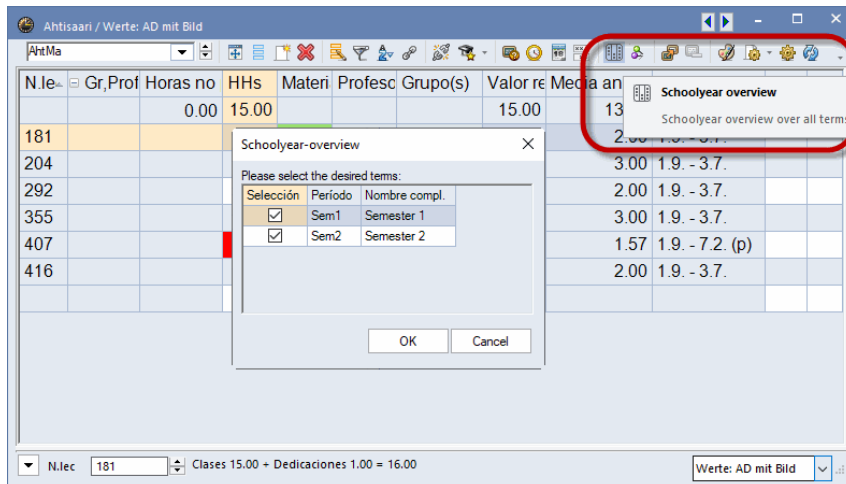 Ahtisaari / Werte: AD mit Bild
AhtMa
N.le Gr,Prof Horas no HHs Materi Profesc Grupo(s) Valor re Media an
0.00 15.00 15.00 13
Schoolyear overview
Schoolyear overview over all terms
181 2.00 1.9. - 3.7.
204 3.00 1.9. - 3.7.
292 2.00 1.9. - 3.7.
355 3.00 1.9. - 3.7.
407 1.57 1.9. - 7.2. (p)
416 2.00 1.9. - 3.7.
Schoolyear-overview
Please select the desired terms:
Selección Período Nombre compl.
Sem1 Semester 1
Sem2 Semester 2
OK Cancel
N.lec 181 Clases 15.00 + Dedicaciones 1.00 = 16.00 Werte: AD mit Bild